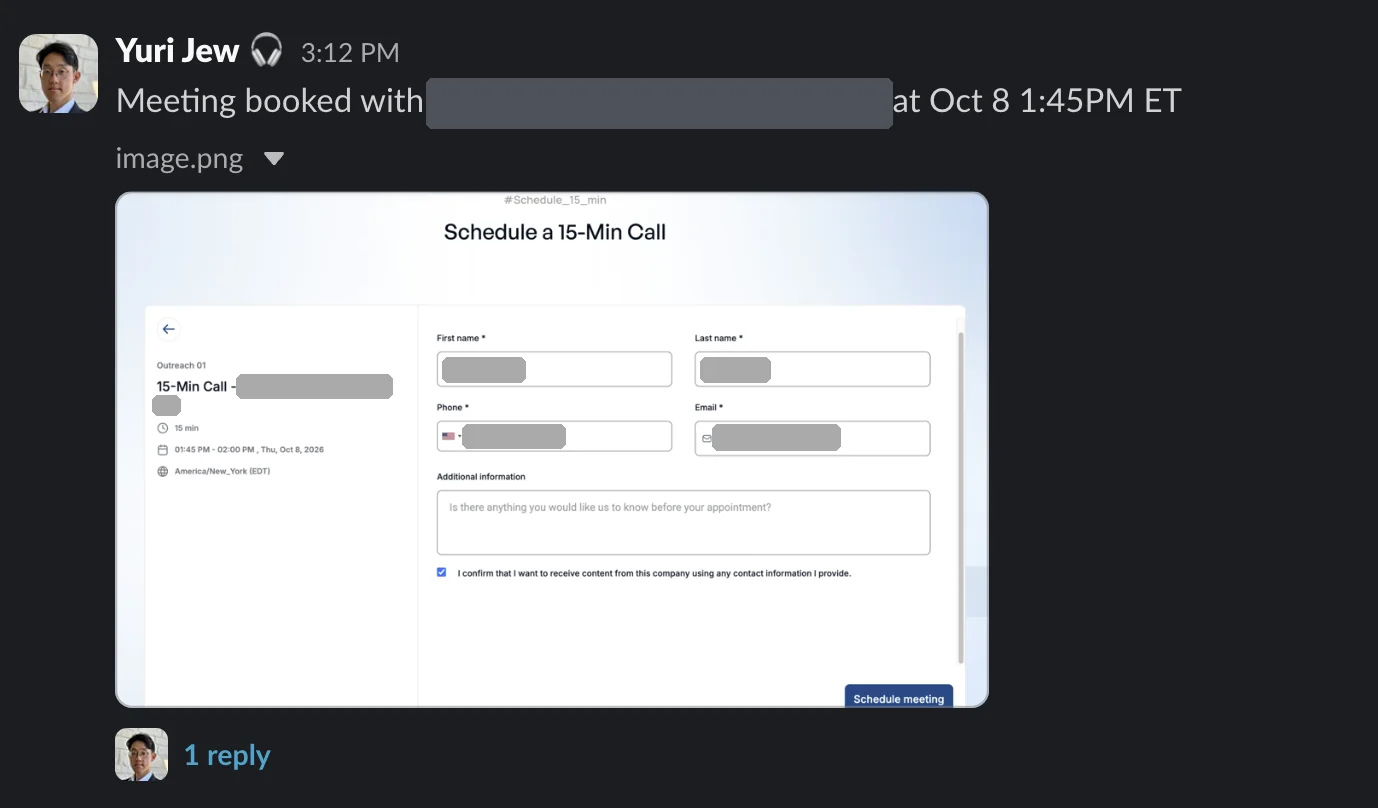 Yuri Jew 3:12 PM
Meeting booked with at Oct 8 1:45PM ET
image.png
#Schedule_15_min
Schedule a 15-Min Call
Outreach 01
15-Min Call -
15 min
01:45 PM - 02:00 PM , Thu, Oct 8, 2026
America/New_York (EDT)
First name *
Last name *
Phone *
Email *
Additional information
Is there anything you would like us to know before your appointment?
I confirm that I want to receive content from this company using any contact information I provide.
Schedule meeting
1 reply